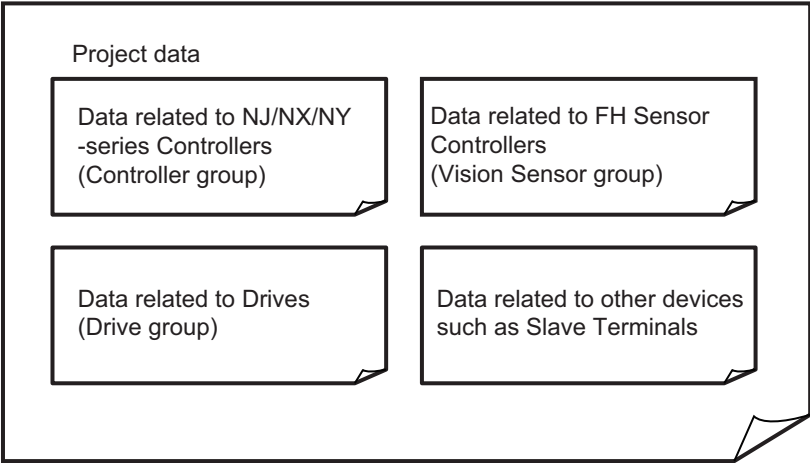 Project data
Data related to NJ/NX/NY
-series Controllers
(Controller group)
Data related to FH Sensor
Controllers
(Vision Sensor group)
Data related to Drives
(Drive group)
Data related to other devices
such as Slave Terminals